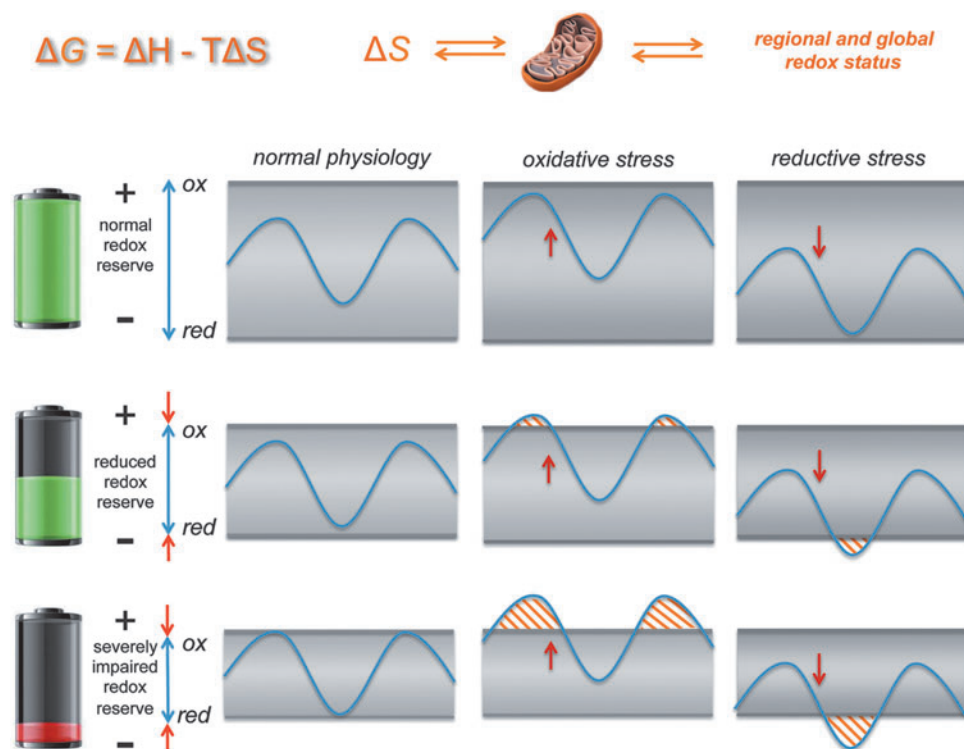 ΔG = ΔH - TΔS
ΔS
regional and global
redox status
normal physiology
oxidative stress
reductive stress
+
normal
redox
reserve
-
ox
red
+
reduced
redox
reserve
-
ox
red
+
severely
impaired
redox
reserve
-
ox
red